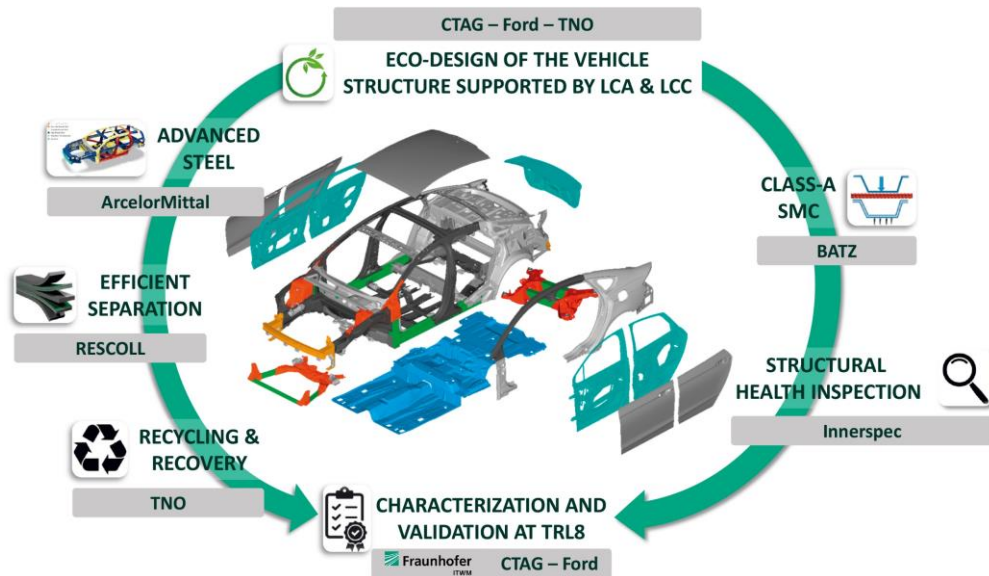 CTAG – Ford – TNO
ECO-DESIGN OF THE VEHICLE
STRUCTURE SUPPORTED BY LCA & LCC
ADVANCED
STEEL
ArcelorMittal
CLASS-A
SMC
BATZ
EFFICIENT
SEPARATION
RESCOLL
STRUCTURAL
HEALTH INSPECTION
Innerspec
RECYCLING &
RECOVERY
TNO
CHARACTERIZATION AND
VALIDATION AT TRL8
Fraunhofer
ITWM
CTAG – Ford